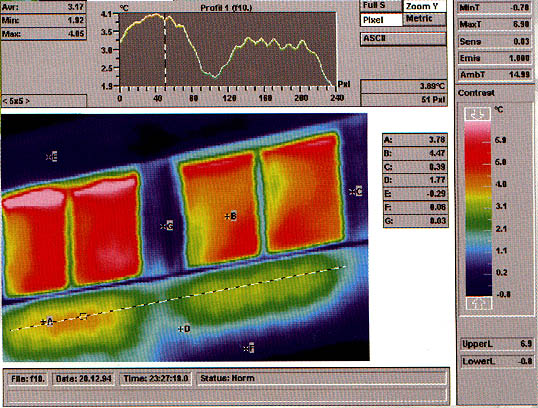 Avr: 3.17
Min: 1.92
Max: 4.05
< 5x5 >
°C
Profil 1 (f10.)
4.1
3.5
3.0
2.5
1.9
0 40 80 120 160 200 240
Pxl
Full S
Zoom Y
Pixel
Metric
ASCII
3.89°C
51 Pxl
MinT -0.70
MaxT 6.90
Sens 0.03
Emis 1.000
AmbT 14.99
Contrast
°C
6.9
5.0
4.0
3.1
2.1
1.1
0.2
-0.8
UpperL 6.9
LowerL -0.8
A: 3.78
B: 4.47
C: 0.39
D: 1.77
E: -0.29
F: 0.06
G: 0.03
+A
+B
+D
File: f10.
Date: 20.12.94
Time: 23:27:18.0
Status: Norm